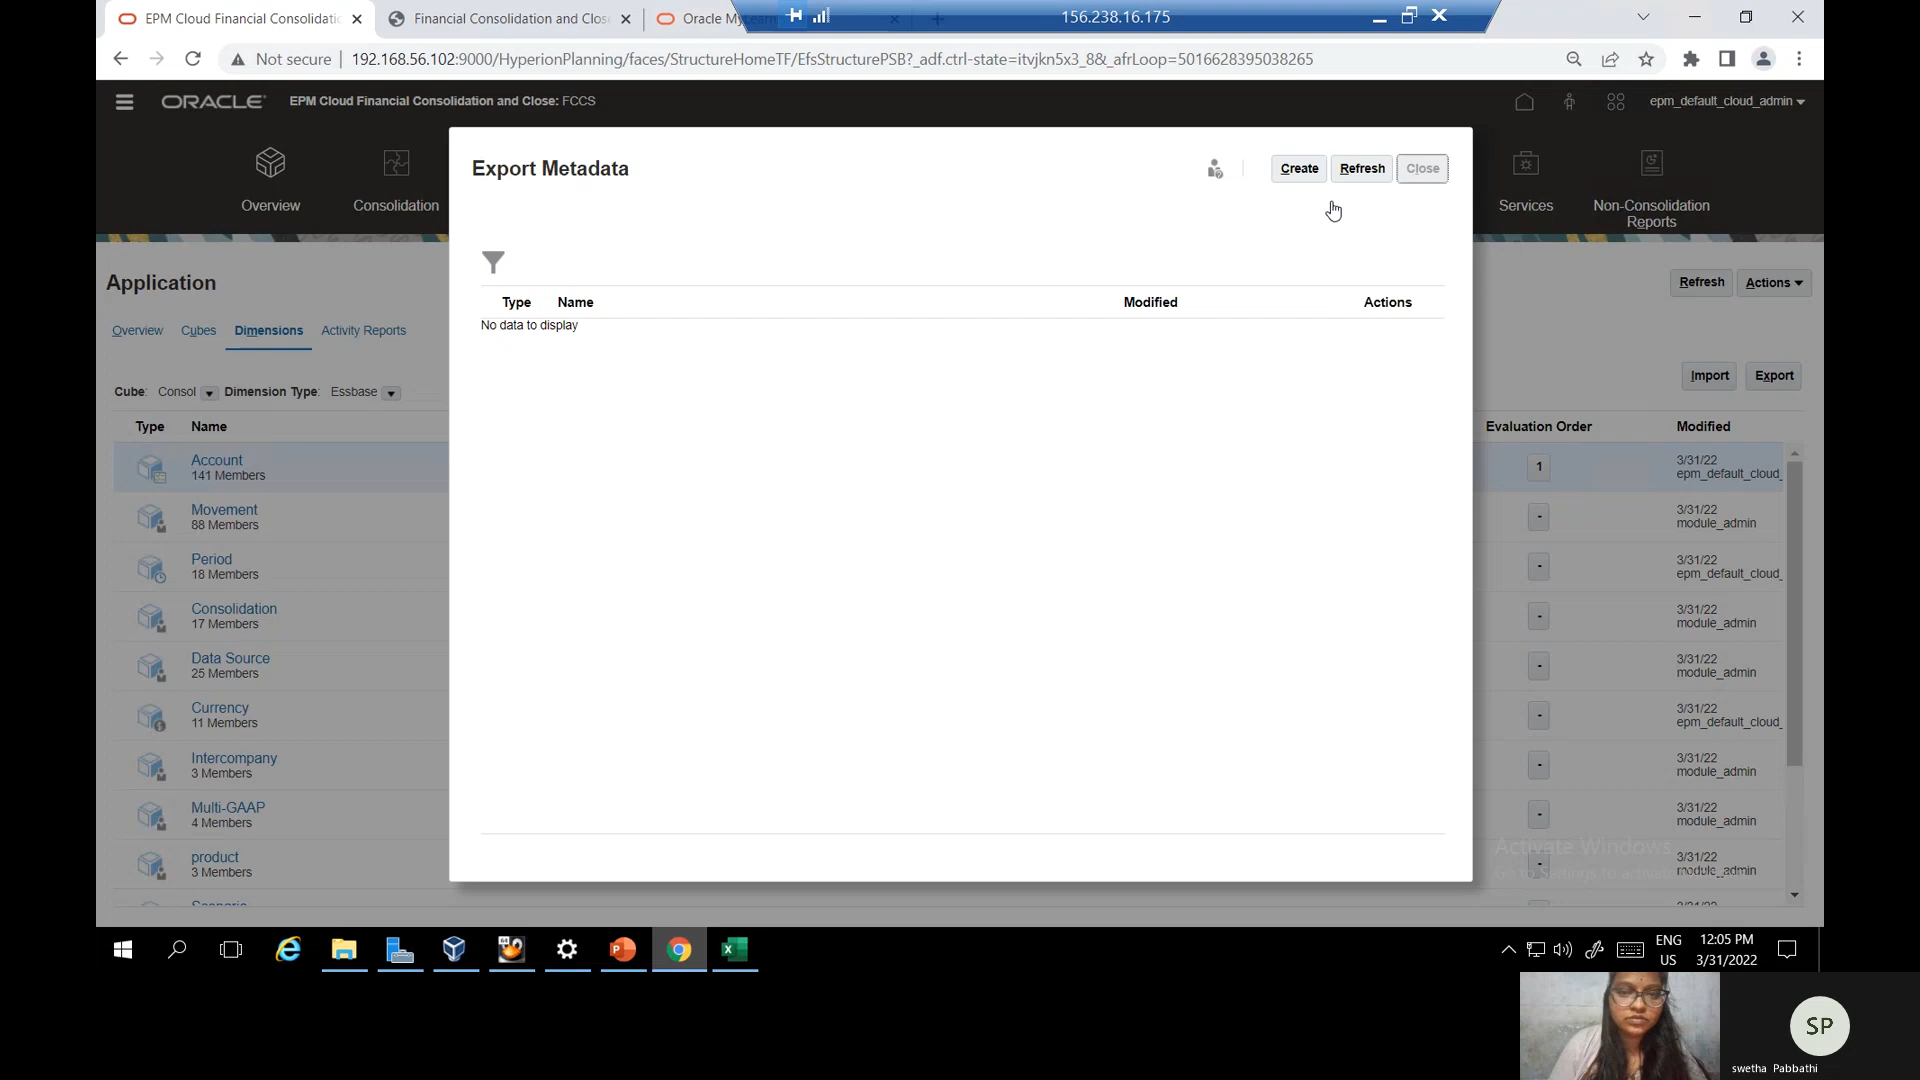 EPM Cloud Financial Consolidatio
Financial Consolidation and Close
Oracle MyLearn
156.238.16.175
Not secure
192.168.56.102:9000/HyperionPlanning/faces/StructureHomeTF/EfsStructurePSB?_adf.ctrl-state=itvjkn5x3_8&_afrLoop=5016628395038265
ORACLE
EPM Cloud Financial Consolidation and Close: FCCS
epm_default_cloud_admin
Overview
Consolidation
Services
Non-Consolidation
Reports
Export Metadata
Create
Refresh
Close
Type
Name
Modified
Actions
No data to display
Application
Refresh
Actions
Overview
Cubes
Dimensions
Activity Reports
Import
Export
Cube: Consol Dimension Type: Essbase
Type
Name
Evaluation Order
Modified
Account
141 Members
1
3/31/22
epm_default_cloud_
Movement
88 Members
-
3/31/22
module_admin
Period
18 Members
-
3/31/22
epm_default_cloud_
Consolidation
17 Members
-
3/31/22
module_admin
Data Source
25 Members
-
3/31/22
module_admin
Currency
11 Members
-
3/31/22
epm_default_cloud_
Intercompany
3 Members
-
3/31/22
module_admin
Multi-GAAP
4 Members
-
3/31/22
module_admin
product
3 Members
-
3/31/22
module_admin
Activate Windows
ENG
US
12:05 PM
3/31/2022
SP
swetha Pabbathi